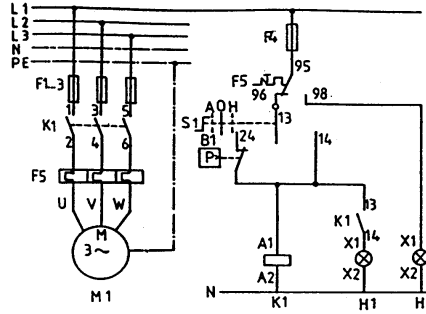 L1
L2
L3
N
PE
F4
F1...3
F5
95
96
98
1 3 5
K1
2 4 6
S1
A O H
13
B1
24
14
P
F5
U V W
M
3~
M1
13
K1
14
A1
A2
X1
X2
X1
X2
N
K1
H1
H